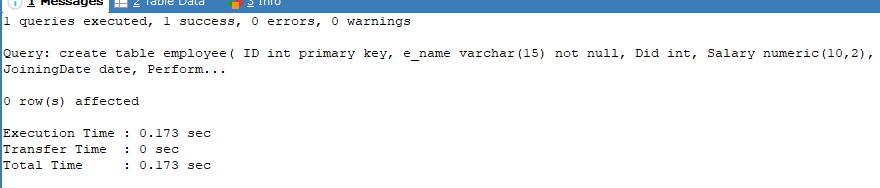 1 Messages 2 Table Data 3 Info
1 queries executed, 1 success, 0 errors, 0 warnings
Query: create table employee( ID int primary key, e_name varchar(15) not null, Did int, Salary numeric(10,2),
JoiningDate date, Perform...
0 row(s) affected
Execution Time : 0.173 sec
Transfer Time : 0 sec
Total Time : 0.173 sec